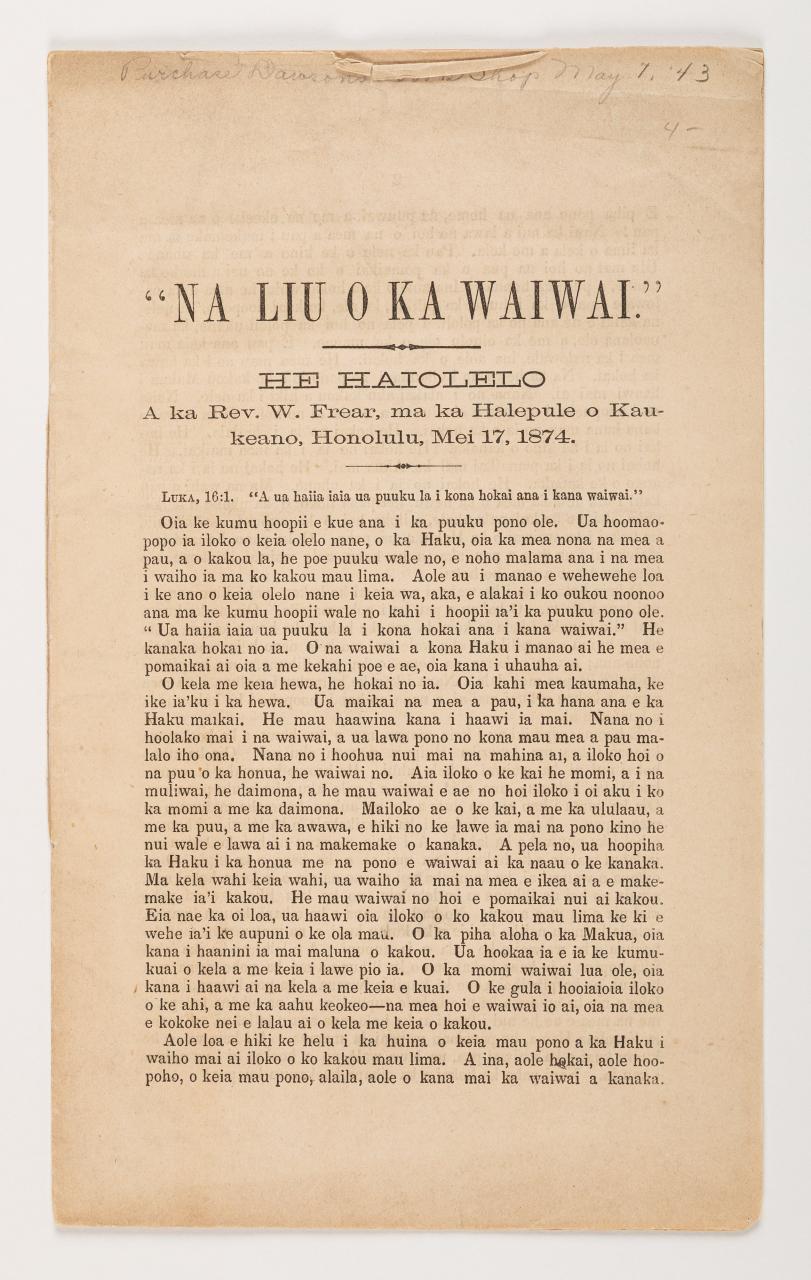 Purchase Dawsons Shop May 7, '43
4 –
“NA LIU O KA WAIWAI.”
HE HAIOLELO
A ka Rev. W. Frear, ma ka Halepule o Kau-
keano, Honolulu, Mei 17, 1874.
LUKA, 16:1. “A ua haiia iaia ua puuku la i kona hokai ana i kana waiwai.”
Oia ke kumu hoopii e kue ana i ka puuku pono ole. Ua hoomao-
popo ia iloko o keia olelo nane, o ka Haku, oia ka mea nona na mea a
pau, a o kakou la, he poe puuku wale no, e noho malama ana i na mea
i waiho ia ma ko kakou mau lima. Aole au i manao e wehewehe loa
i ke ano o keia olelo nane i keia wa, aka, e alakai i ko oukou noonoo
ana ma ke kumu hoopii wale no kahi i hoopii ia'i ka puuku pono ole.
“ Ua haiia iaia ua puuku la i kona hokai ana i kana waiwai.” He
kanaka hokai no ia. O na waiwai a kona Haku i manao ai he mea e
pomaikai ai oia a me kekahi poe e ae, oia kana i uhauha ai.
O kela me keia hewa, he hokai no ia. Oia kahi mea kaumaha, ke
ike ia'ku i ka hewa. Ua maikai na mea a pau, i ka hana ana e ka
Haku maikai. He mau haawina kana i haawi ia mai. Nana no i
hoolako mai i na waiwai, a ua lawa pono no kona mau mea a pau ma-
lalo iho ona. Nana no i hoohua nui mai na mahina ai, a iloko hoi o
na puu o ka honua, he waiwai no. Aia iloko o ke kai he momi, a i na
muliwai, he daimona, a he mau waiwai e ae no hoi iloko i oi aku i ko
ka momi a me ka daimona. Mailoko ae o ke kai, a me ka ululaau, a
me ka puu, a me ka awawa, e hiki no ke lawe ia mai na pono kino he
nui wale e lawa ai i na makemake o kanaka. A pela no, ua hoopiha
ka Haku i ka honua me na pono e waiwai ai ka naau o ke kanaka.
Ma kela wahi keia wahi, ua waiho ia mai na mea e ikea ai a e make-
make ia'i kakou. He mau waiwai no hoi e pomaikai nui ai kakou.
Eia nae ka oi loa, ua haawi oia iloko o ko kakou mau lima ke ki e
wehe ia'i ke aupuni o ke ola mau. O ka piha aloha o ka Makua, oia
kana i haanini ia mai maluna o kakou. Ua hookaa ia e ia ke kumu-
kuai o kela a me keia i lawe pio ia. O ka momi waiwai lua ole, oia
kana i haawi ai na kela a me keia e kuai. O ke gula i hooiaioia iloko
o ke ahi, a me ka aahu keokeo—na mea hoi e waiwai io ai, oia na mea
e kokoke nei e lalau ai o kela me keia o kakou.
Aole loa e hiki ke helu i ka huina o keia mau pono a ka Haku i
waiho mai ai iloko o ko kakou mau lima. A ina, aole hokai, aole hoo-
poho, o keia mau pono, alaila, aole o kana mai ka waiwai a kanaka.